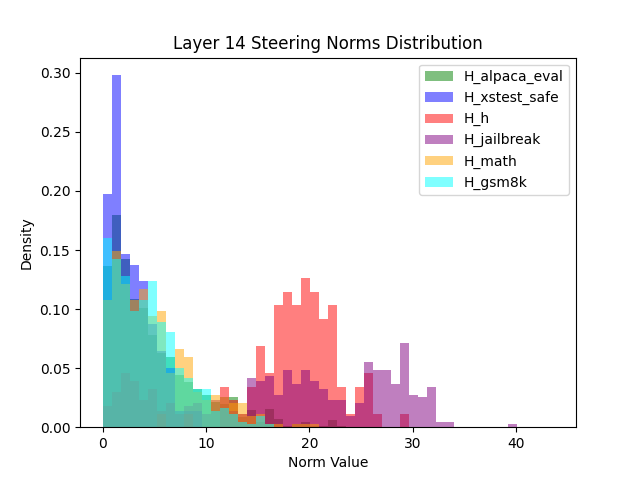 Layer 14 Steering Norms Distribution
H_alpaca_eval
H_xstest_safe
H_h
H_jailbreak
H_math
H_gsm8k
0.30
0.25
0.20
0.15
0.10
0.05
0.00
Density
0 10 20 30 40
Norm Value